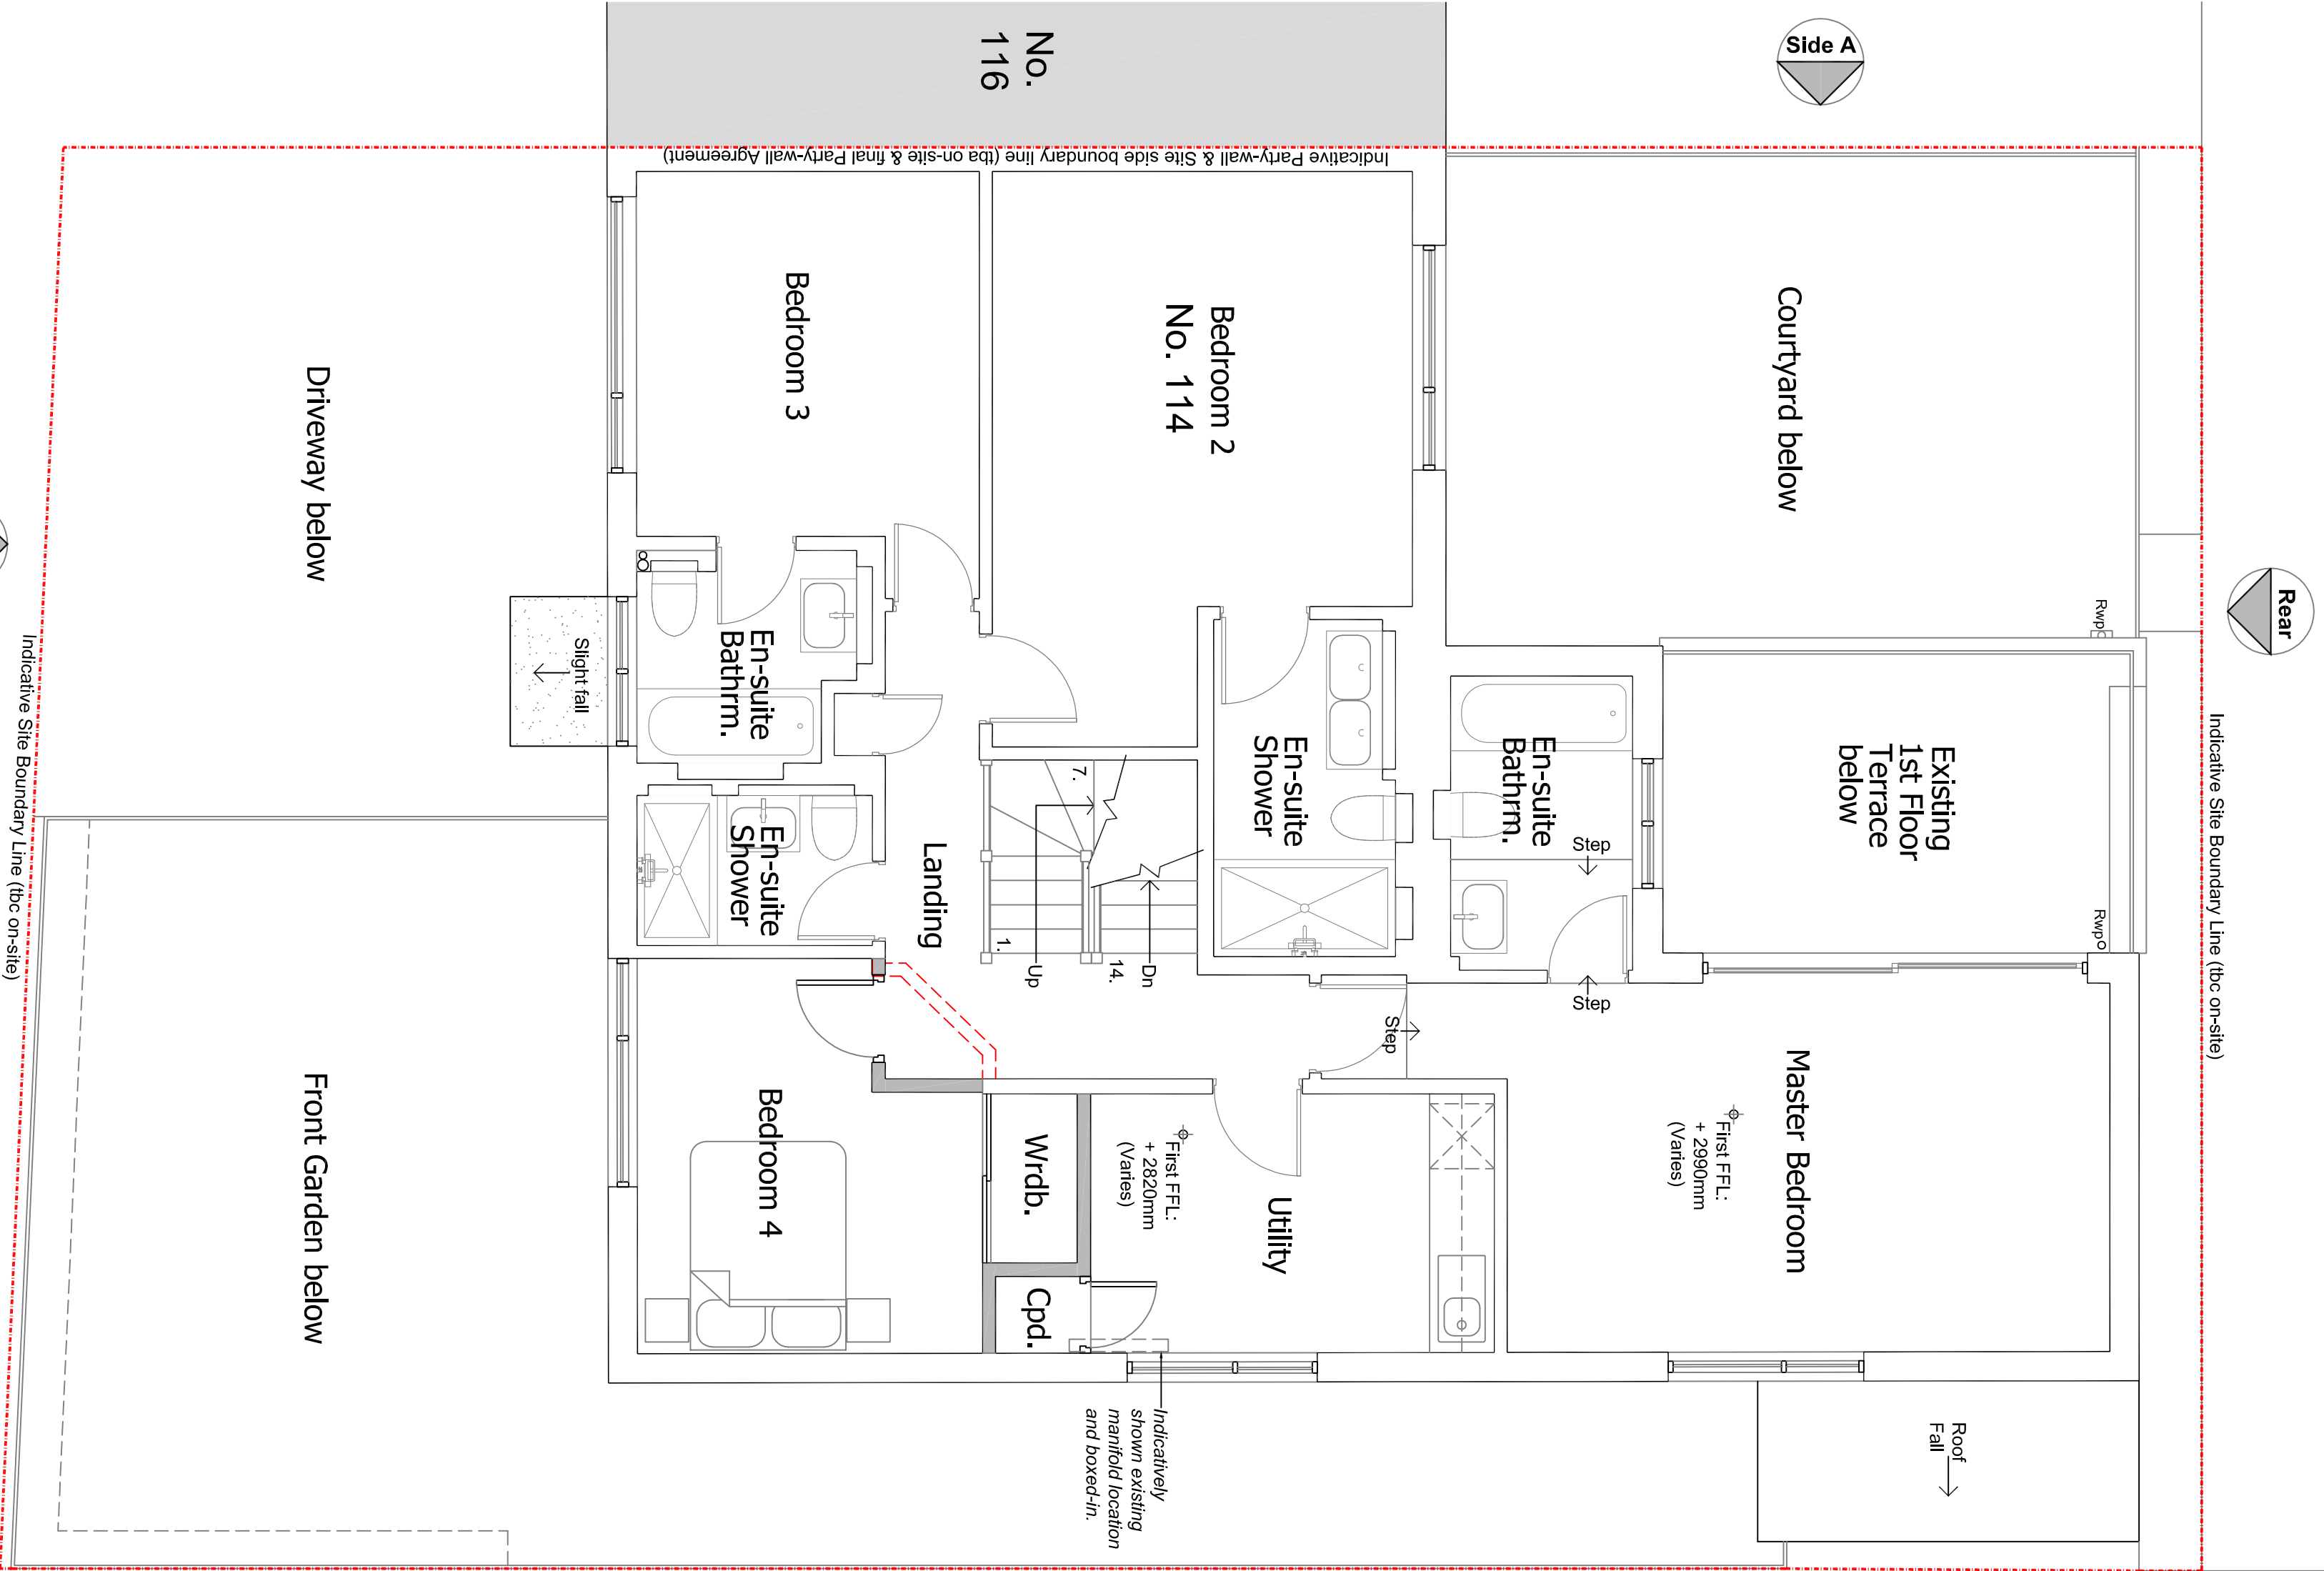 No.
116
Side A
Rear
Indicative Party-wall & Site side boundary line (tba on-site & final Party-wall Agreement)
Bedroom 3
Bedroom 2
No. 114
Courtyard below
Driveway below
Slight fall
En-suite
Bathrm.
En-suite
Shower
Landing
7.
1.
Up
14.
Dn
En-suite
Shower
En-suite
Bathrm.
Step
Step
Step
Rwp
Rwp
Existing
1st Floor
Terrace
below
Indicative Site Boundary Line (tbc on-site)
Indicative Site Boundary Line (tbc on-site)
Front Garden below
Bedroom 4
Wrdb.
Cpd.
First FFL:
+ 2820mm
(Varies)
Utility
First FFL:
+ 2990mm
(Varies)
Master Bedroom
Indicatively
shown existing
manifold location
and boxed-in.
Roof
Fall